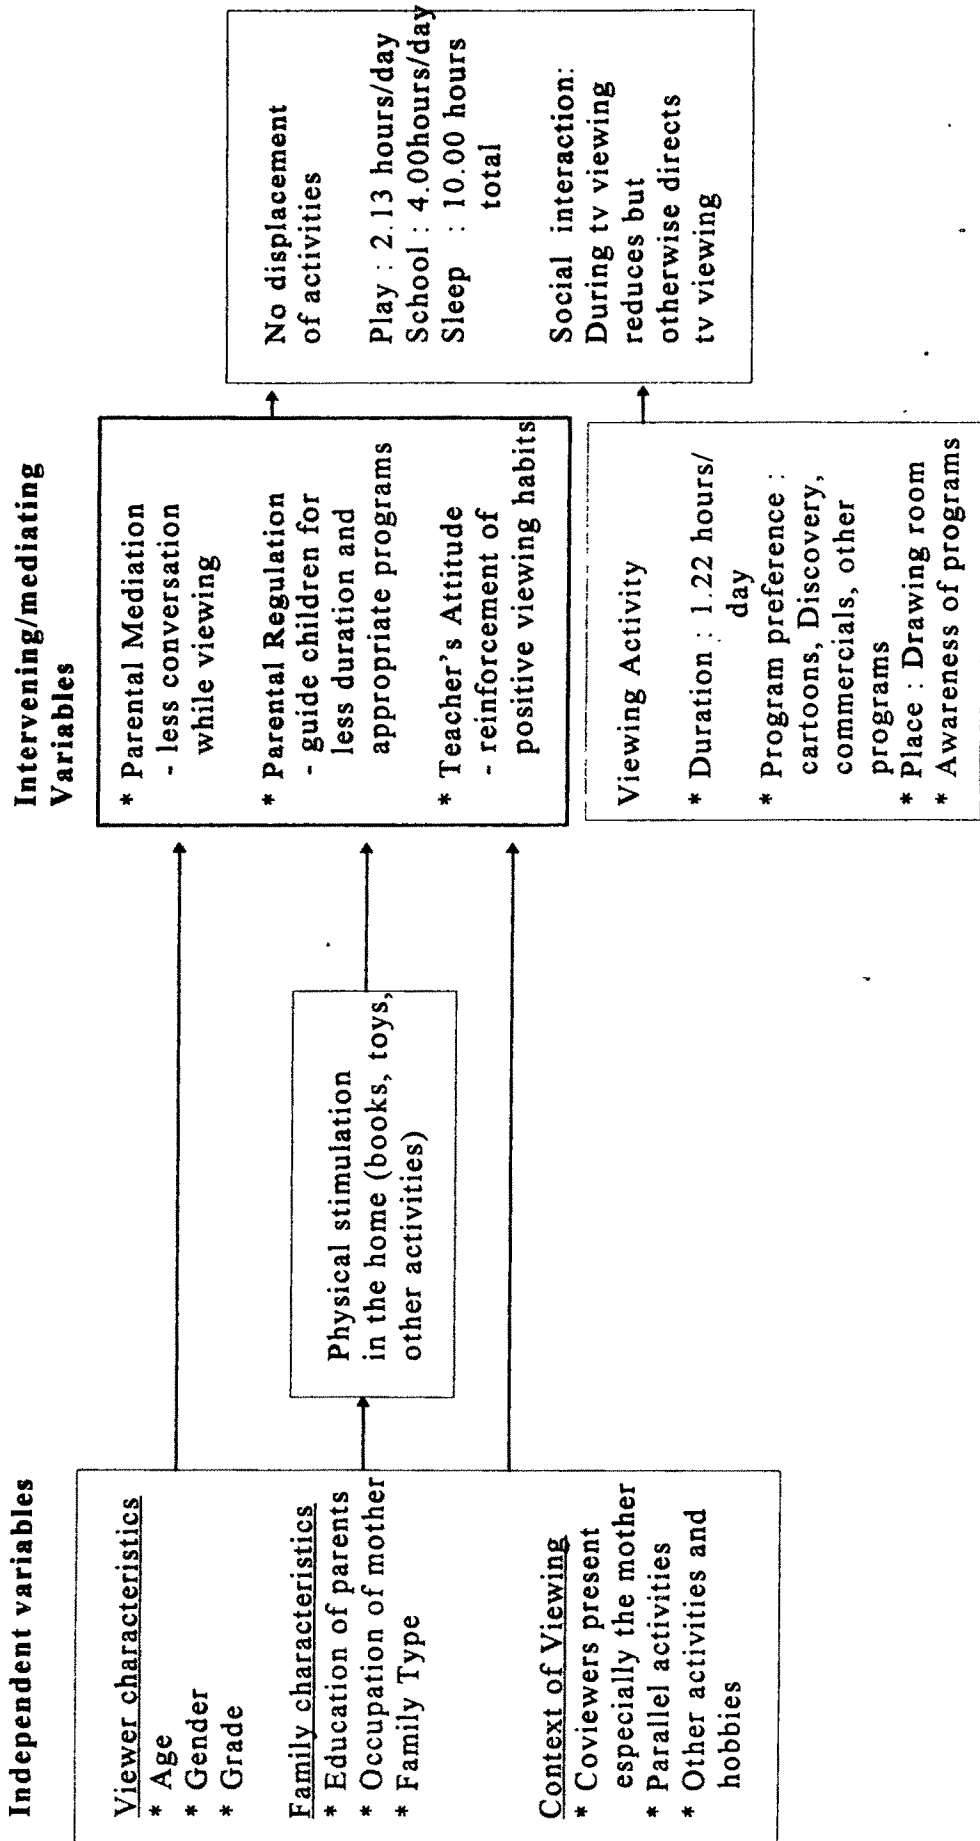 Independent variables
Viewer characteristics
* Age
* Gender
* Grade
Family characteristics
* Education of parents
* Occupation of mother
* Family Type
Context of Viewing
* Coviewers present
especially the mother
* Parallel activities
* Other activities and
hobbies
Physical stimulation
in the home (books, toys,
other activities)
Intervening/mediating
Variables
* Parental Mediation
- less conversation
while viewing
* Parental Regulation
- guide children for
less duration and
appropriate programs
* Teacher's Attitude
- reinforcement of
positive viewing habits
Viewing Activity
* Duration : 1.22 hours/
day
* Program preference :
cartoons, Discovery,
commercials, other
programs
* Place : Drawing room
* Awareness of programs
No displacement
of activities
Play : 2.13 hours/day
School : 4.00hours/day
Sleep : 10.00 hours
total
Social interaction:
During tv viewing
reduces but
otherwise directs
tv viewing